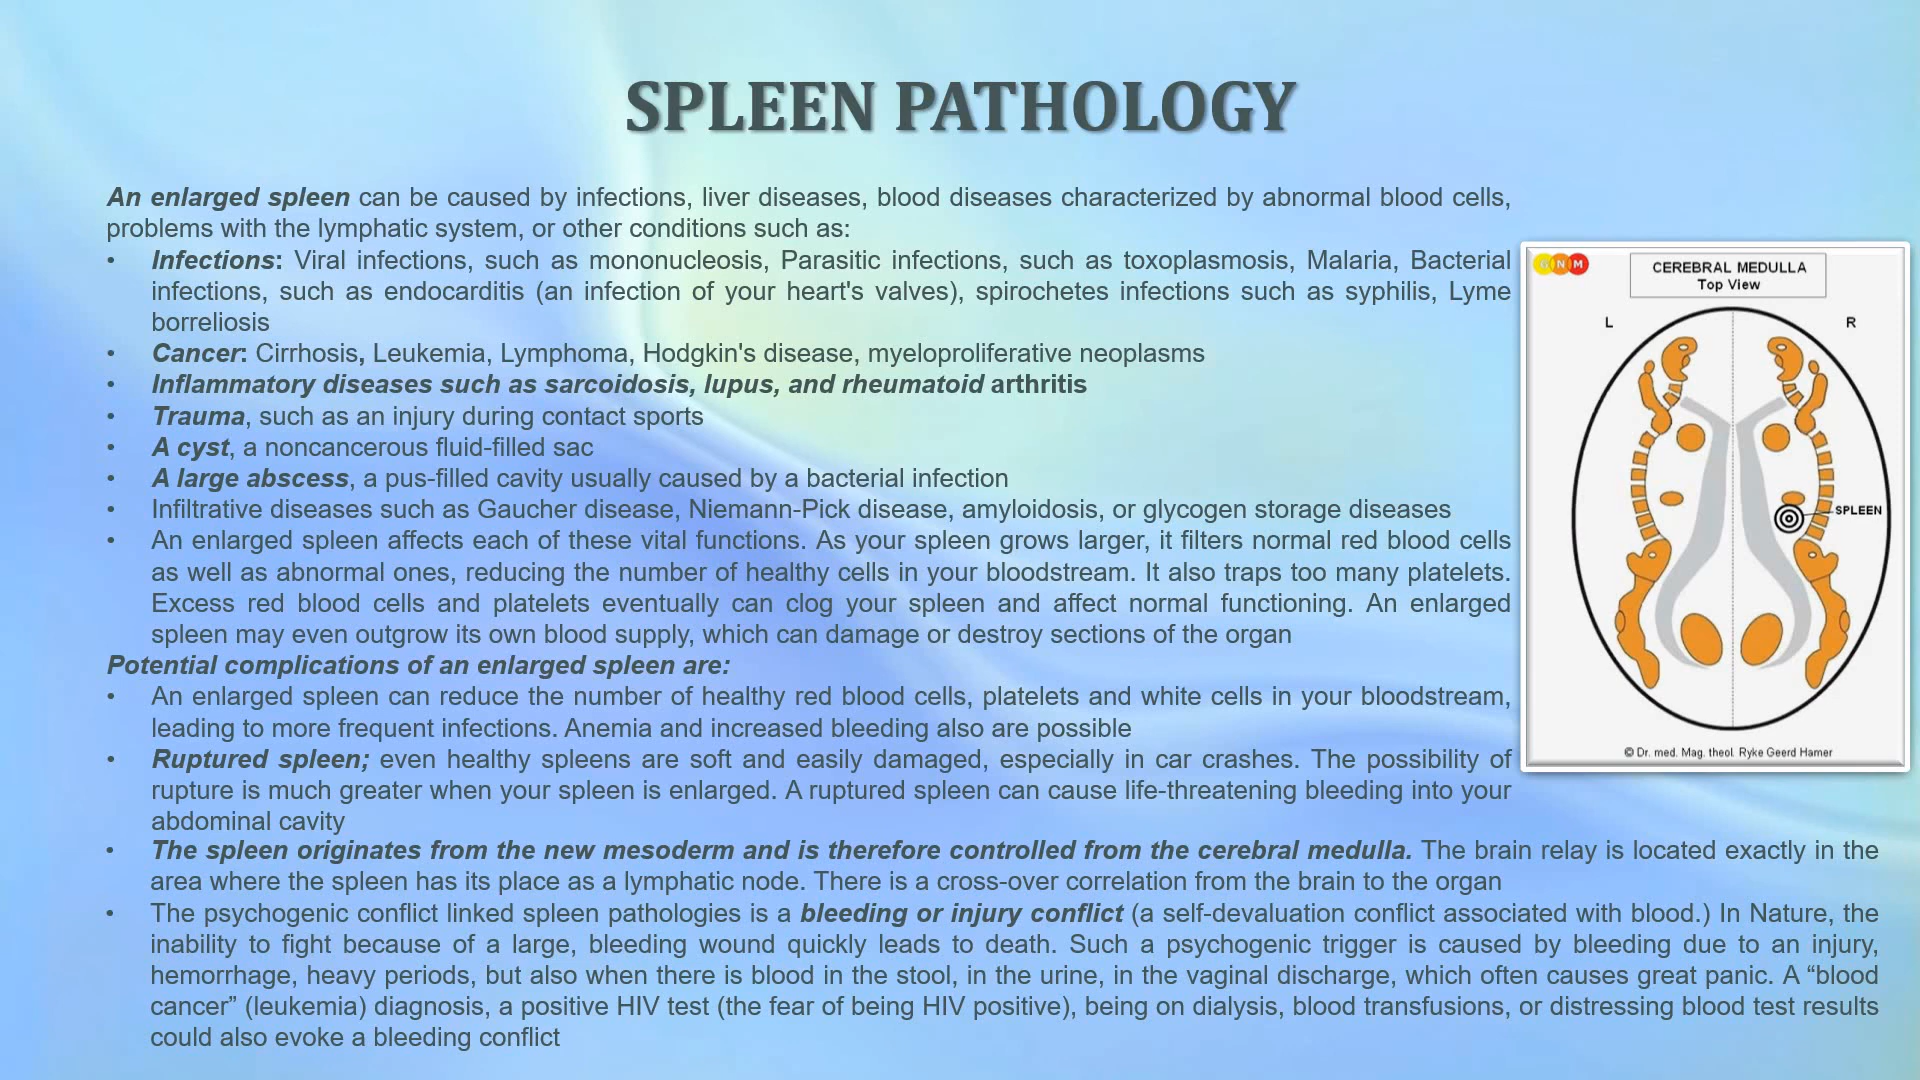 SPLEEN PATHOLOGY
An enlarged spleen can be caused by infections, liver diseases, blood diseases characterized by abnormal blood cells,
problems with the lymphatic system, or other conditions such as:
• Infections: Viral infections, such as mononucleosis, Parasitic infections, such as toxoplasmosis, Malaria, Bacterial
infections, such as endocarditis (an infection of your heart's valves), spirochetes infections such as syphilis, Lyme
borreliosis
• Cancer: Cirrhosis, Leukemia, Lymphoma, Hodgkin's disease, myeloproliferative neoplasms
• Inflammatory diseases such as sarcoidosis, lupus, and rheumatoid arthritis
• Trauma, such as an injury during contact sports
• A cyst, a noncancerous fluid-filled sac
• A large abscess, a pus-filled cavity usually caused by a bacterial infection
• Infiltrative diseases such as Gaucher disease, Niemann-Pick disease, amyloidosis, or glycogen storage diseases
• An enlarged spleen affects each of these vital functions. As your spleen grows larger, it filters normal red blood cells
as well as abnormal ones, reducing the number of healthy cells in your bloodstream. It also traps too many platelets.
Excess red blood cells and platelets eventually can clog your spleen and affect normal functioning. An enlarged
spleen may even outgrow its own blood supply, which can damage or destroy sections of the organ
Potential complications of an enlarged spleen are:
• An enlarged spleen can reduce the number of healthy red blood cells, platelets and white cells in your bloodstream,
leading to more frequent infections. Anemia and increased bleeding also are possible
• Ruptured spleen; even healthy spleens are soft and easily damaged, especially in car crashes. The possibility of
rupture is much greater when your spleen is enlarged. A ruptured spleen can cause life-threatening bleeding into your
abdominal cavity
• The spleen originates from the new mesoderm and is therefore controlled from the cerebral medulla. The brain relay is located exactly in the
area where the spleen has its place as a lymphatic node. There is a cross-over correlation from the brain to the organ
• The psychogenic conflict linked spleen pathologies is a bleeding or injury conflict (a self-devaluation conflict associated with blood.) In Nature, the
inability to fight because of a large, bleeding wound quickly leads to death. Such a psychogenic trigger is caused by bleeding due to an injury,
hemorrhage, heavy periods, but also when there is blood in the stool, in the urine, in the vaginal discharge, which often causes great panic. A “blood
cancer” (leukemia) diagnosis, a positive HIV test (the fear of being HIV positive), being on dialysis, blood transfusions, or distressing blood test results
could also evoke a bleeding conflict
G N M
CEREBRAL MEDULLA
Top View
L
R
SPLEEN
© Dr. med. Mag. theol. Ryke Geerd Hamer